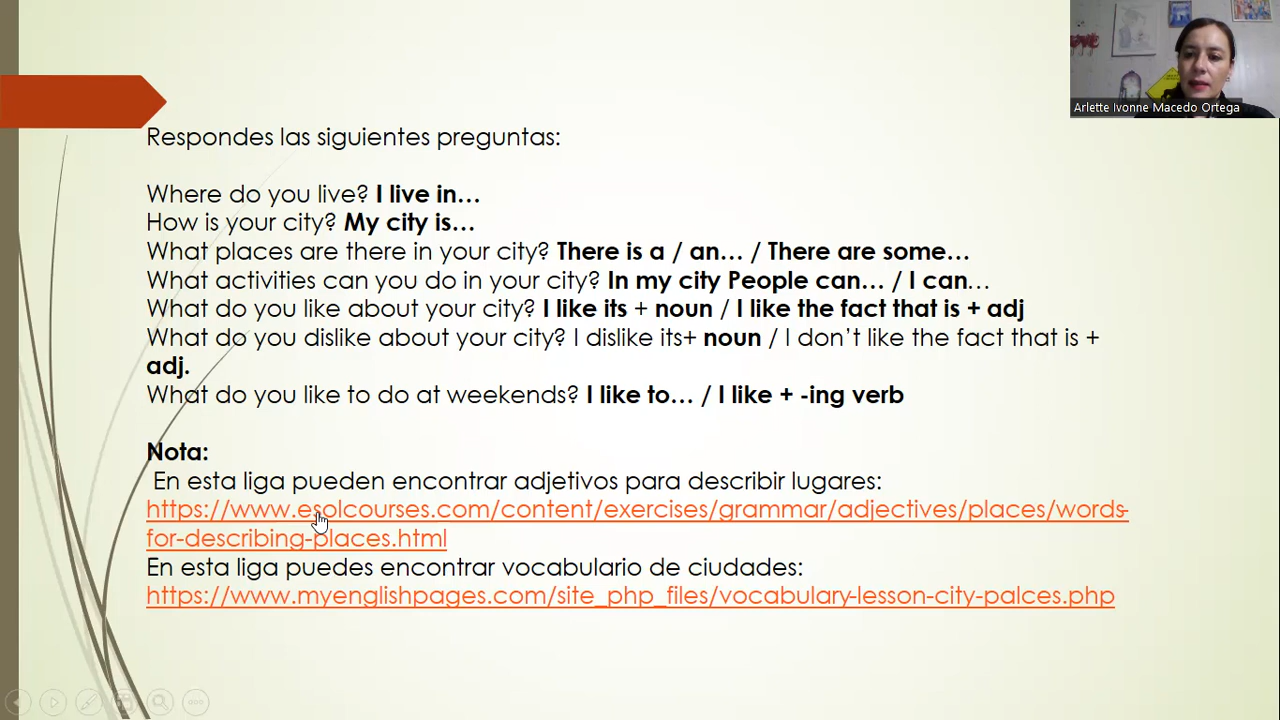 Arlette Ivonne Macedo Ortega
Respondes las siguientes preguntas:
Where do you live? I live in…
How is your city? My city is…
What places are there in your city? There is a / an… / There are some…
What activities can you do in your city? In my city People can… / I can…
What do you like about your city? I like its + noun / I like the fact that is + adj
What do you dislike about your city? I dislike its+ noun / I don’t like the fact that is +
adj.
What do you like to do at weekends? I like to… / I like + -ing verb
Nota:
En esta liga pueden encontrar adjetivos para describir lugares:
https://www.esolcourses.com/content/exercises/grammar/adjectives/places/words-
for-describing-places.html
En esta liga puedes encontrar vocabulario de ciudades:
https://www.myenglishpages.com/site_php_files/vocabulary-lesson-city-palces.php